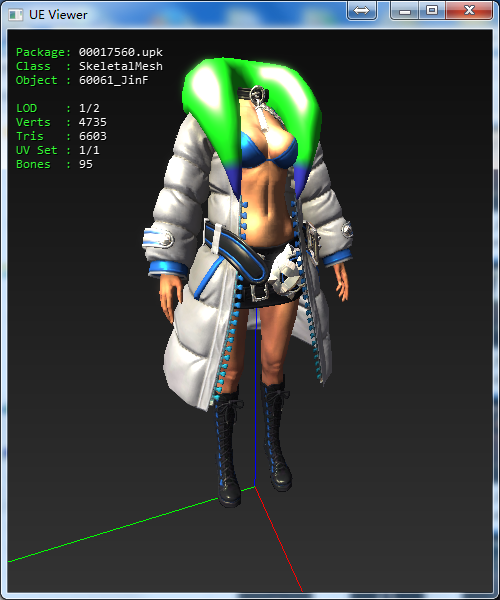 UE Viewer
Package: 00017560.upk
Class : SkeletalMesh
Object : 60061_JinF
LOD : 1/2
Verts : 4735
Tris : 6603
UV Set : 1/1
Bones : 95